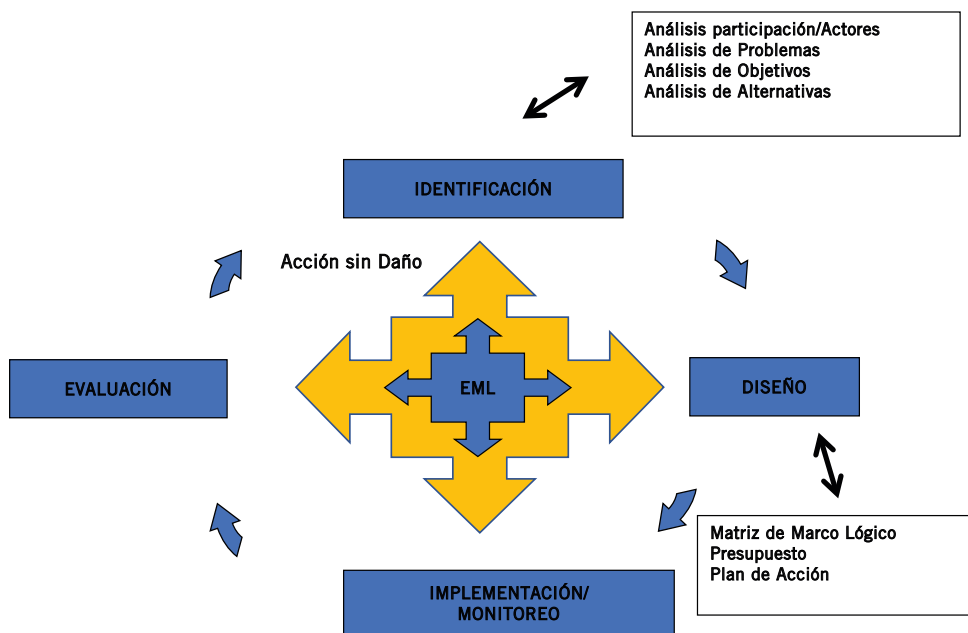 Análisis participación/Actores
Análisis de Problemas
Análisis de Objetivos
Análisis de Alternativas
IDENTIFICACIÓN
Acción sin Daño
EVALUACIÓN
EML
DISEÑO
Matriz de Marco Lógico
Presupuesto
Plan de Acción
IMPLEMENTACIÓN/
MONITOREO